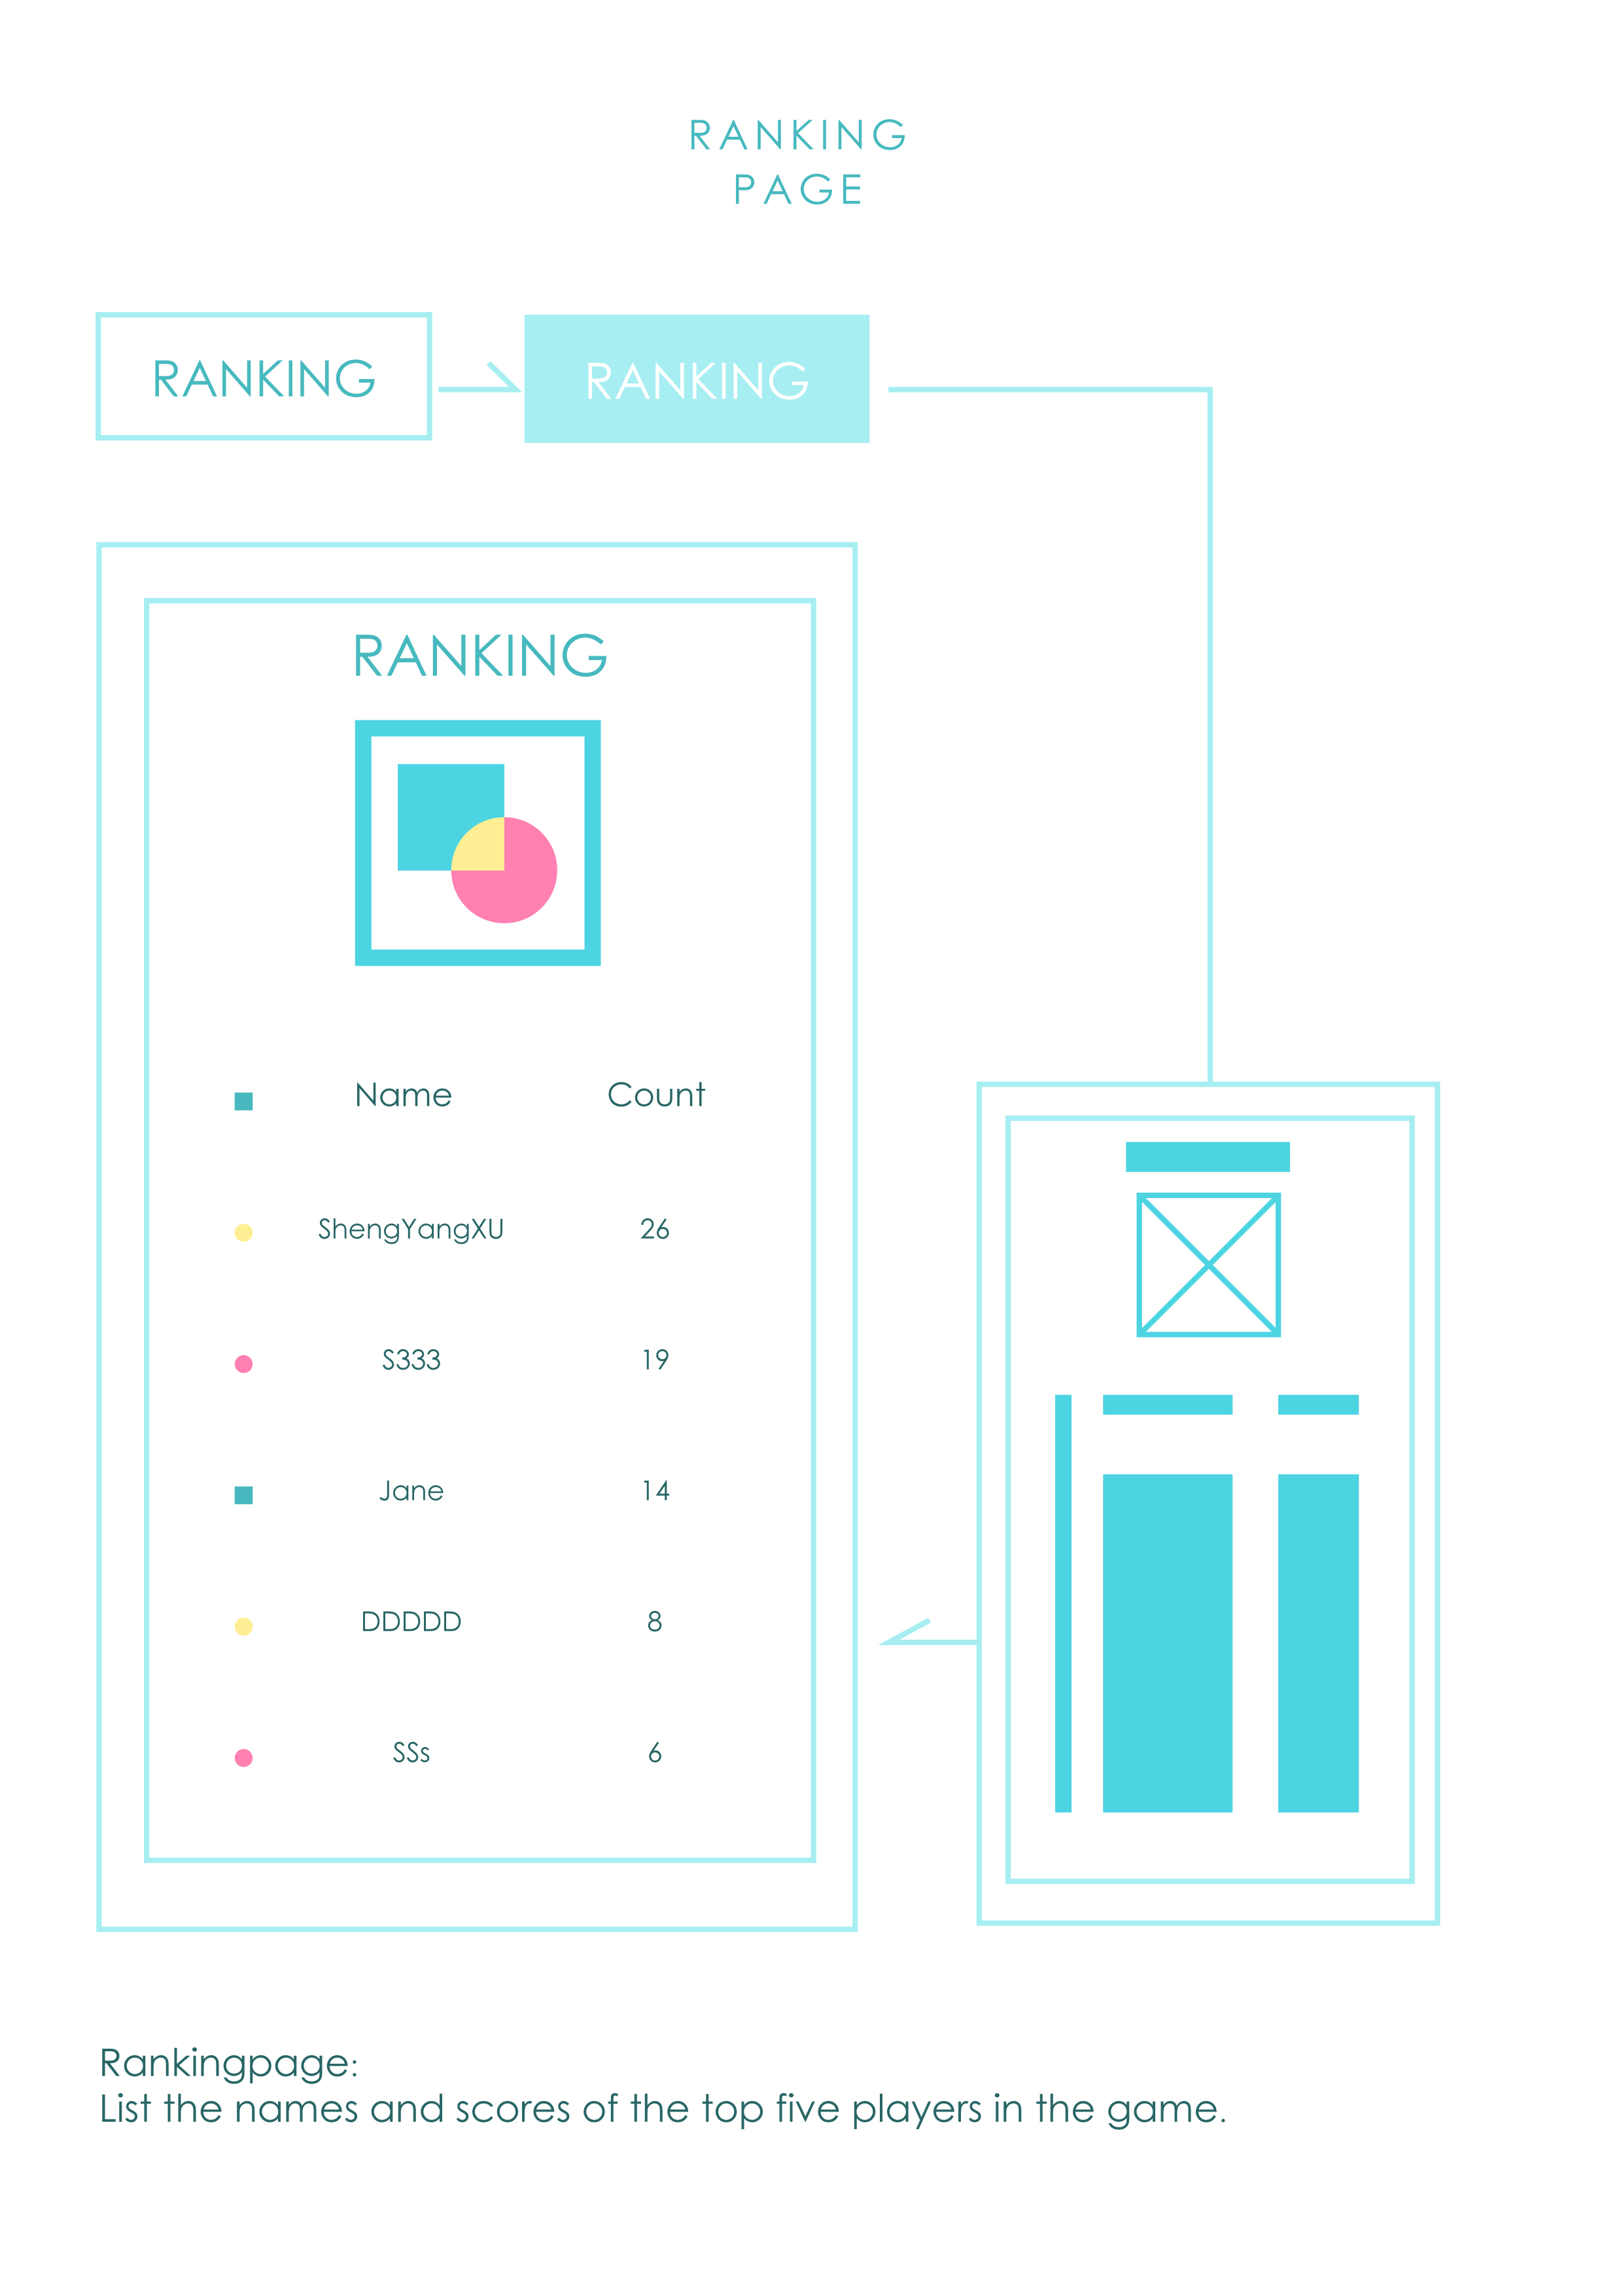 RANKING
PAGE
RANKING
RANKING
RANKING
Name Count
ShengYangXU 26
S333 19
Jane 14
DDDDD 8
SSs 6
Rankingpage:
List the names and scores of the top five players in the game.